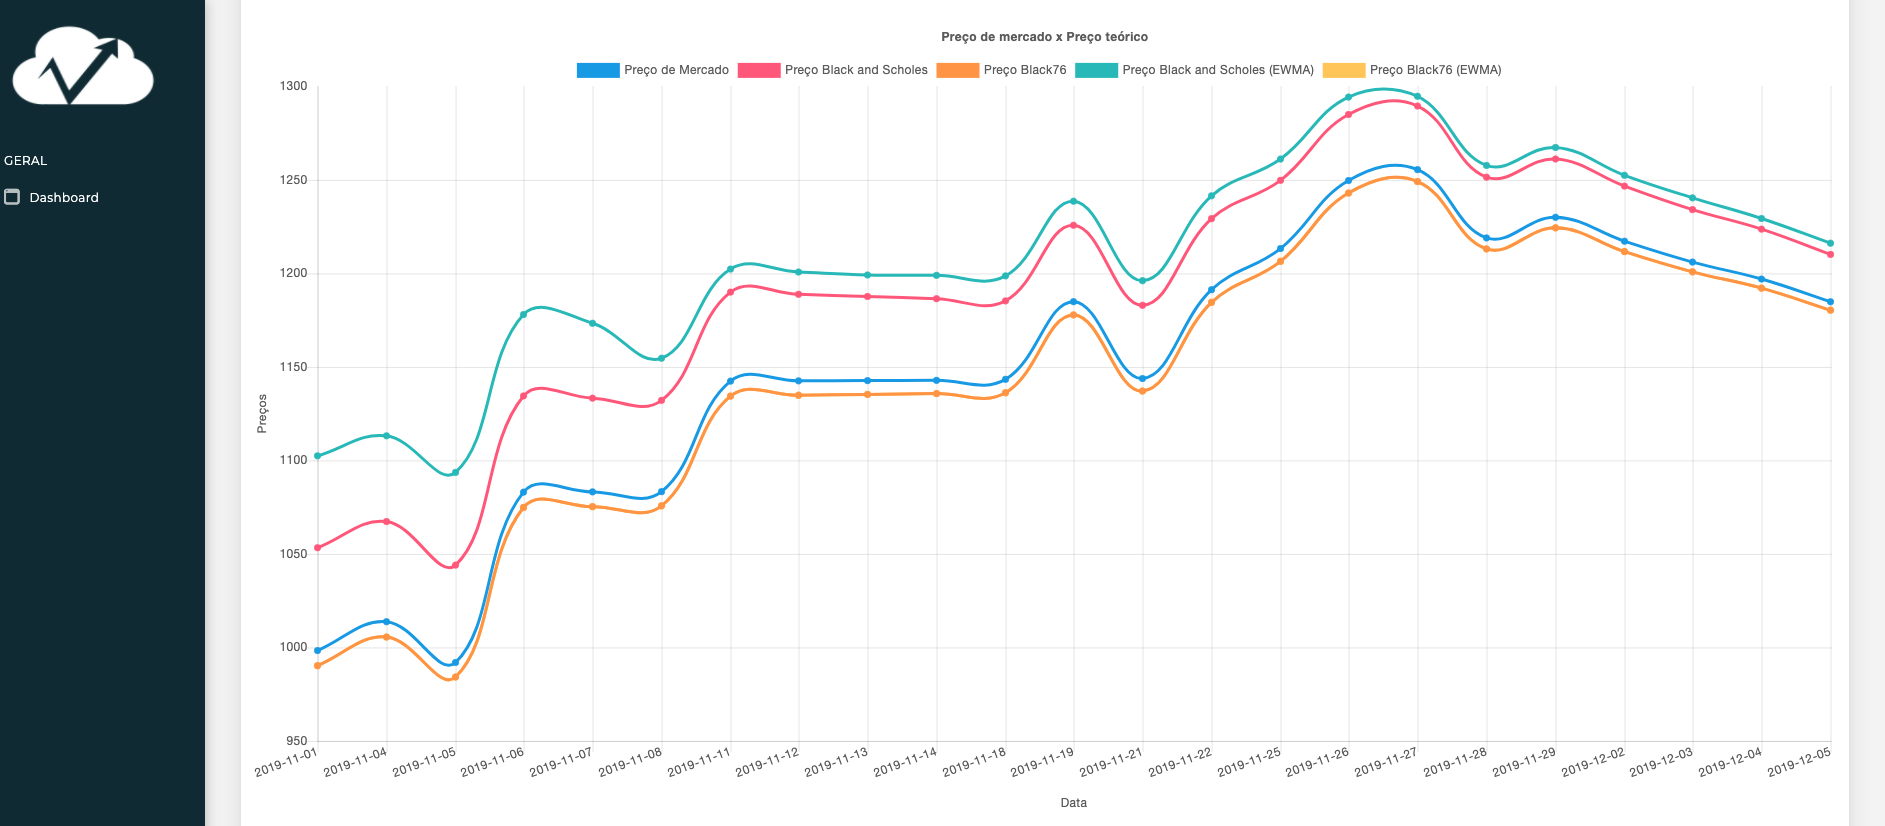 GERAL
Dashboard
Preço de mercado x Preço teórico
Preço de Mercado Preço Black and Scholes Preço Black76 Preço Black and Scholes (EWMA) Preço Black76 (EWMA)
1300
1250
1200
1150
1100
1050
1000
950
Preços
2019-11-01 2019-11-04 2019-11-05 2019-11-06 2019-11-07 2019-11-08 2019-11-11 2019-11-12 2019-11-13 2019-11-14 2019-11-18 2019-11-19 2019-11-21 2019-11-22 2019-11-25 2019-11-26 2019-11-27 2019-11-28 2019-11-29 2019-12-02 2019-12-03 2019-12-04 2019-12-05
Data